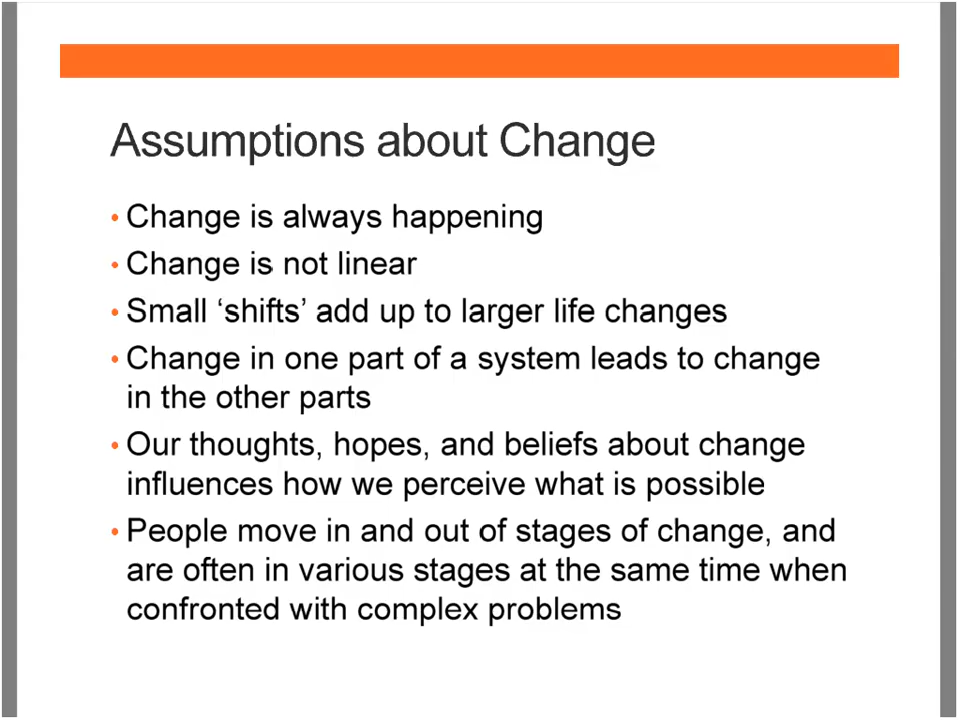 Assumptions about Change
• Change is always happening
• Change is not linear
• Small ‘shifts’ add up to larger life changes
• Change in one part of a system leads to change
in the other parts
• Our thoughts, hopes, and beliefs about change
influences how we perceive what is possible
• People move in and out of stages of change, and
are often in various stages at the same time when
confronted with complex problems